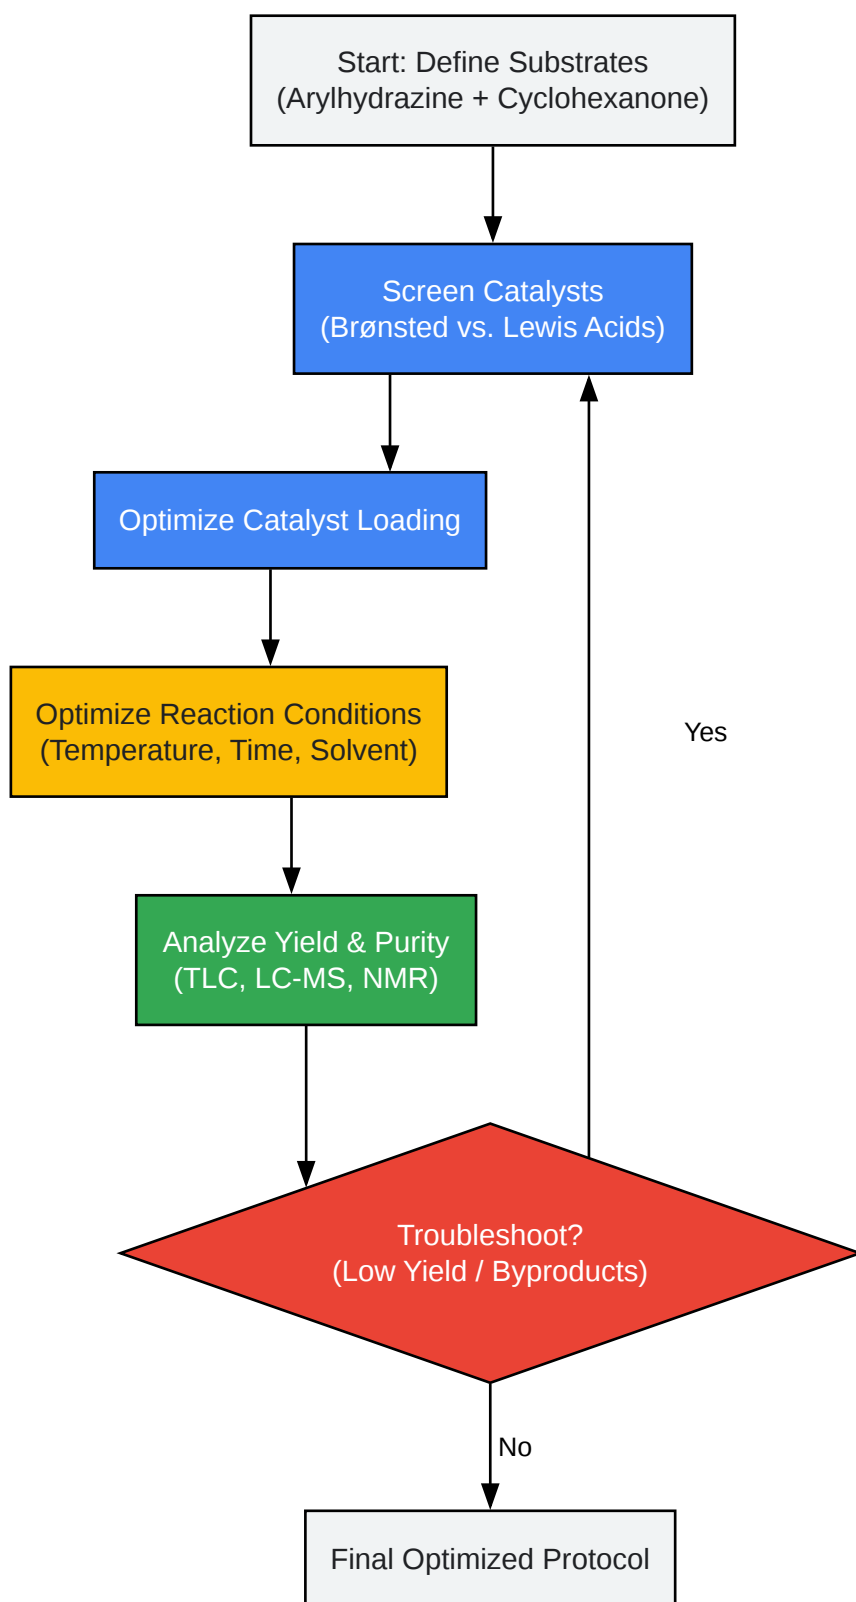 Start: Define Substrates
(Arylhydrazine + Cyclohexanone)
Screen Catalysts
(Brønsted vs. Lewis Acids)
Optimize Catalyst Loading
Optimize Reaction Conditions
(Temperature, Time, Solvent)
Yes
Analyze Yield & Purity
(TLC, LC-MS, NMR)
Troubleshoot?
(Low Yield / Byproducts)
No
Final Optimized Protocol